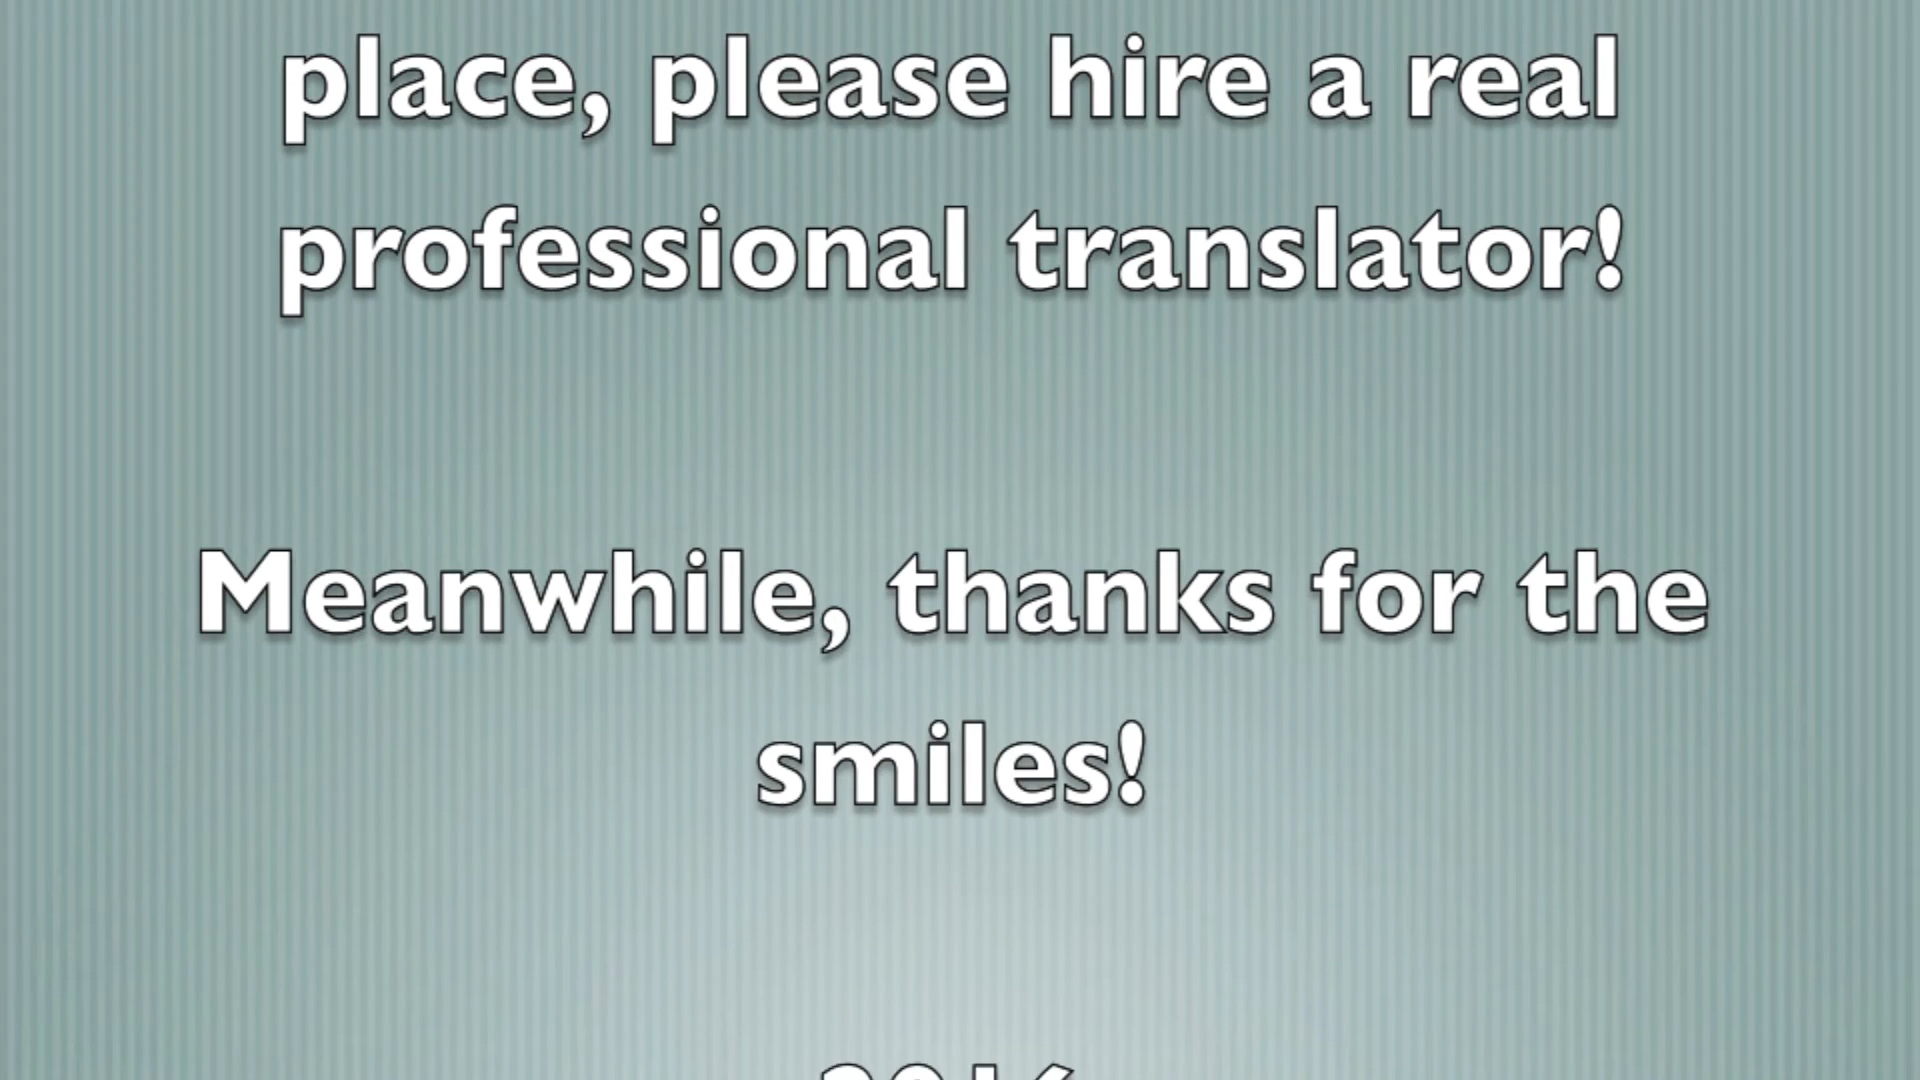 place, please hire a real
professional translator!
Meanwhile, thanks for the
smiles!